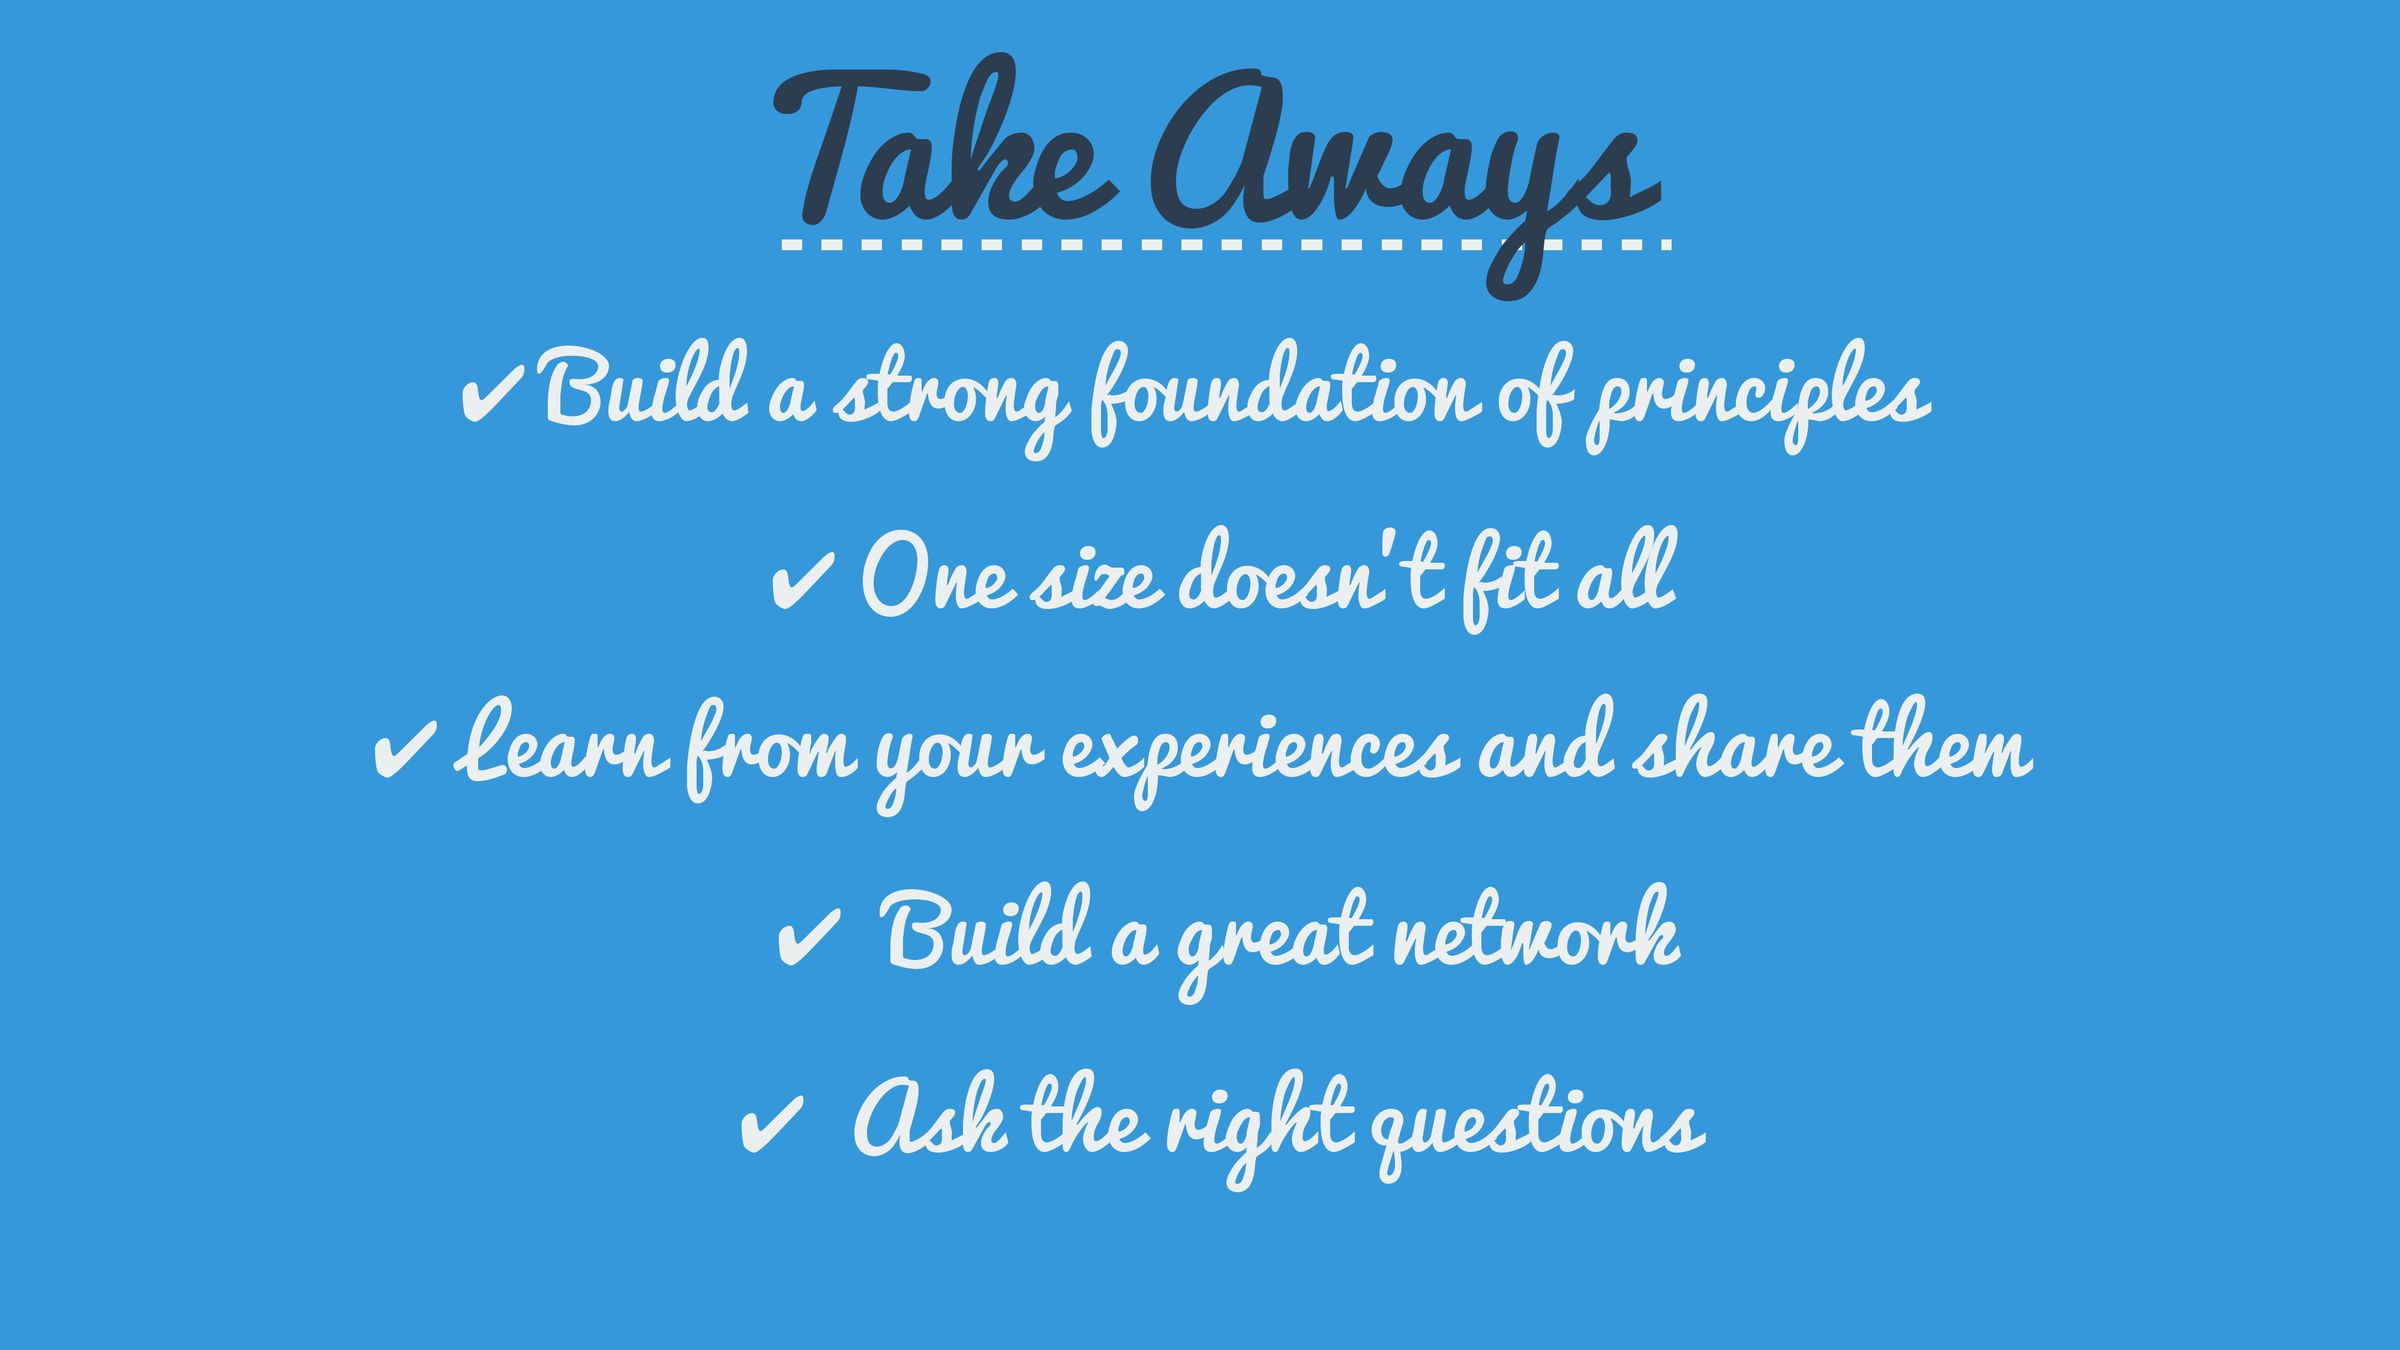 Take Aways
✔ Build a strong foundation of principles
✔ One size doesn't fit all
✔ Learn from your experiences and share them
✔ Build a great network
✔ Ask the right questions